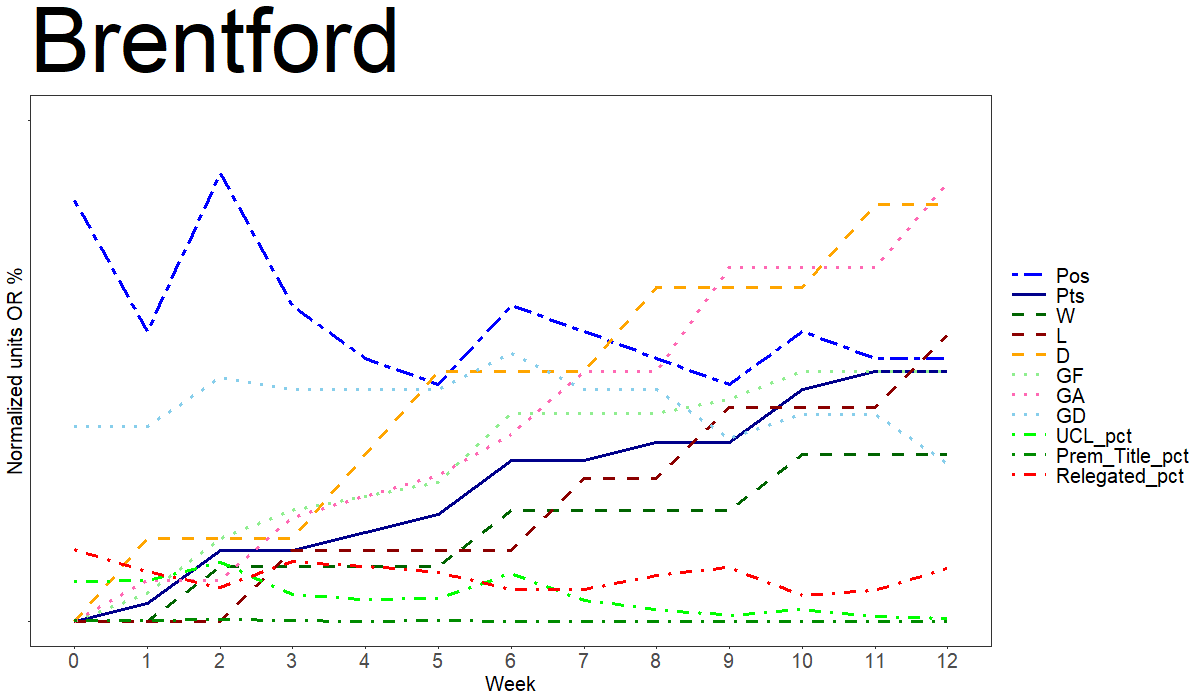 Brentford
Normalized units OR %
0 1 2 3 4 5 6 7 8 9 10 11 12
Week
Pos
Pts
W
L
D
GF
GA
GD
UCL_pct
Prem_Title_pct
Relegated_pct